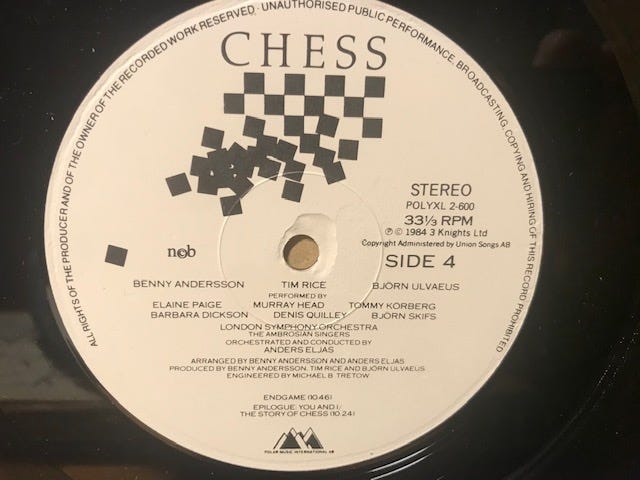 ALL RIGHTS OF THE PRODUCER AND OF THE OWNER OF THE RECORDED WORK RESERVED · UNAUTHORISED PUBLIC PERFORMANCE, BROADCASTING, COPYING AND HIRING OF THIS RECORD PROHIBITED
CHESS
STEREO
POLYXL 2-600
33⅓ RPM
℗ © 1984 3 Knights Ltd
Copyright Administered by Union Songs AB
n©b
SIDE 4
BENNY ANDERSSON TIM RICE BJÖRN ULVAEUS
PERFORMED BY
ELAINE PAIGE MURRAY HEAD TOMMY KÖRBERG
BARBARA DICKSON DENIS QUILLEY BJÖRN SKIFS
LONDON SYMPHONY ORCHESTRA
THE AMBROSIAN SINGERS
ORCHESTRATED AND CONDUCTED BY
ANDERS ELJAS
ARRANGED BY BENNY ANDERSSON AND ANDERS ELJAS
PRODUCED BY BENNY ANDERSSON, TIM RICE AND BJÖRN ULVAEUS
ENGINEERED BY MICHAEL B. TRETOW
ENDGAME (10.46)
EPILOGUE: YOU AND I/
THE STORY OF CHESS (10.24)
POLAR MUSIC INTERNATIONAL AB